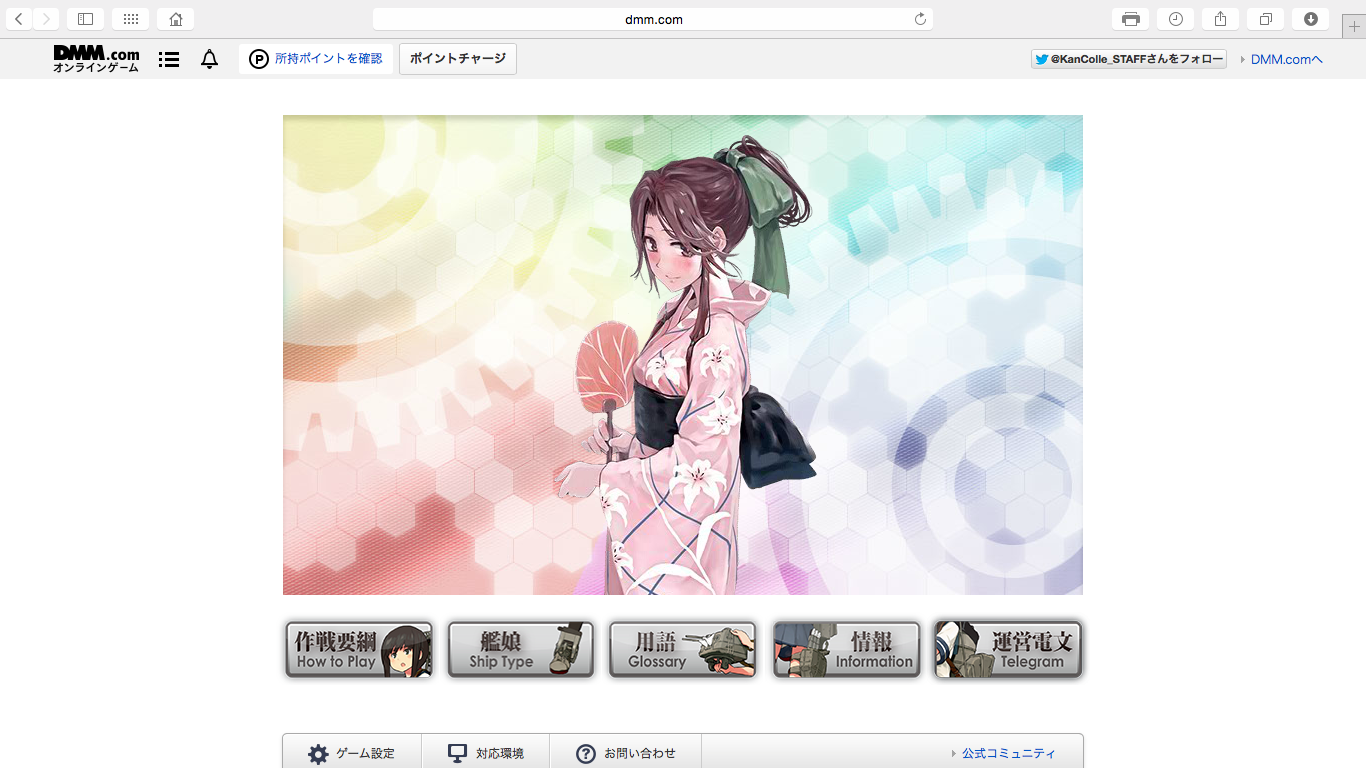 dmm.com
DMM.com
オンラインゲーム
P 所持ポイントを確認
ポイントチャージ
@KanColle_STAFFさんをフォロー
DMM.comへ
作戦要綱
How to Play
艦娘
Ship Type
用語
Glossary
情報
Information
運営電文
Telegram
ゲーム設定
対応環境
? お問い合わせ
公式コミュニティ